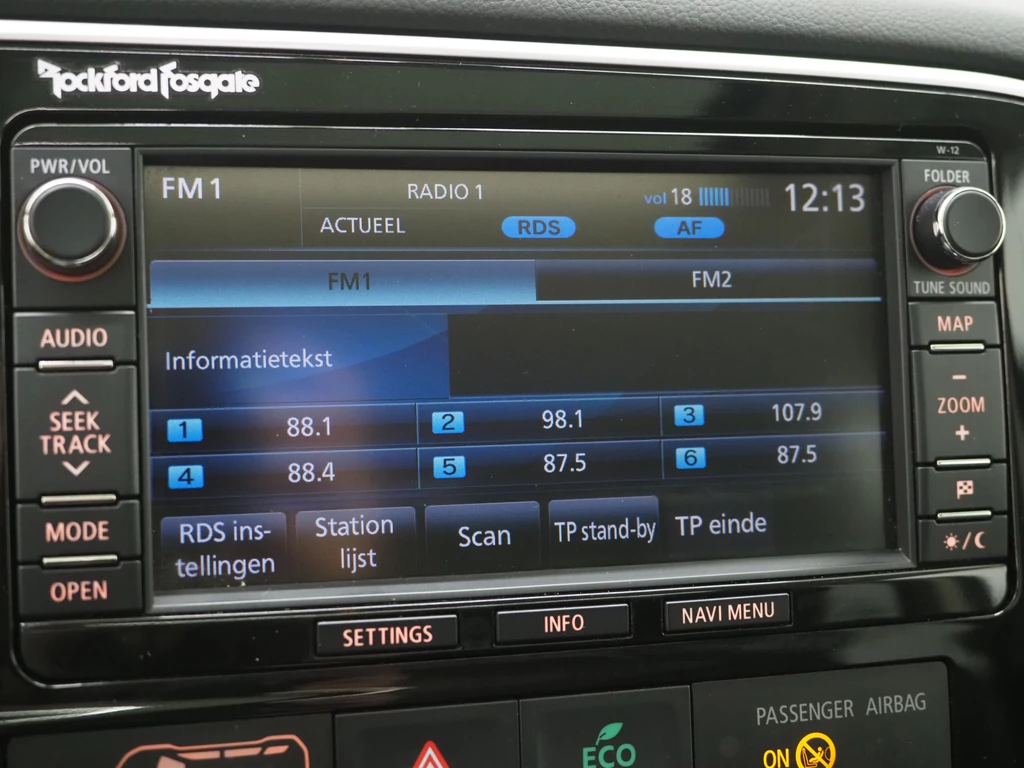 Rockford Fosgate
W-12
PWR/VOL
FOLDER
FM1
RADIO 1
vol 18
12:13
ACTUEEL
RDS
AF
TUNE SOUND
FM1
FM2
AUDIO
MAP
Informatietekst
SEEK
TRACK
− ZOOM +
1 88.1
2 98.1
3 107.9
4 88.4
5 87.5
6 87.5
MODE
OPEN
RDS ins-
tellingen
Station
lijst
Scan
TP stand-by
TP einde
SETTINGS
INFO
NAVI MENU
PASSENGER AIRBAG
ECO
ON